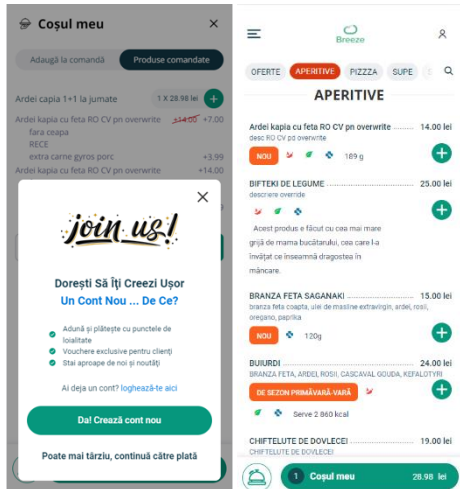 Coșul meu
Adaugă la comandă
Produse comandate
Ardei capia 1+1 la jumate
1 X 28.98 lei
Ardei kapia cu feta RO CV pn overwrite
+14.00 +7.00
fara ceapa
RECE
extra carne gyros porc
+3.99
Ardei kapia cu feta RO CV pn overwrite
+14.00
join us!
Dorești Să Îți Creezi Ușor
Un Cont Nou ... De Ce?
Adună și plătește cu punctele de
loialitate
Vouchere exclusive pentru clienți
Stai aproape de noi și noutăți
Ai deja un cont? loghează-te aici
Da! Crează cont nou
Poate mai târziu, continuă către plată
Breeze
OFERTE
APERITIVE
PIZZZA
SUPE
APERITIVE
Ardei kapia cu feta RO CV pn overwrite
14.00 lei
desc RO CV pd overwrite
NOU
189 g
BIFTEKI DE LEGUME
25.00 lei
descriere override
Acest produs e făcut cu cea mai mare
grijă de mama bucătarului, cea care l-a
învățat ce înseamnă dragostea în
mâncare.
BRANZA FETA SAGANAKI
15.00 lei
branza feta coapta, ulei de masline extravirgin, ardei, rosii,
oregano, paprika
NOU
120g
BUIURDI
24.00 lei
BRANZA FETA, ARDEI, ROSII, CASCAVAL GOUDA, KEFALOTYRI
DE SEZON PRIMĂVARĂ-VARĂ
Serve 2 860 kcal
CHIFTELUTE DE DOVLECEI
19.00 lei
CHIFTELUTE DE DOVLECEI
1
Coșul meu
28.98 lei